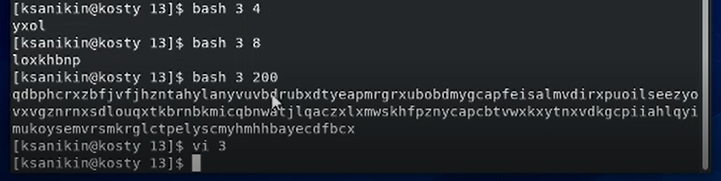 [ksanikin@kosty 13]$ bash 3 4
yxol
[ksanikin@kosty 13]$ bash 3 8
loxkhbnp
[ksanikin@kosty 13]$ bash 3 200
qdbphcrxzbfjvfjhzntahylanyvuvbdrubxdtyeapmrgrxubobdmygcapfeisalmvdirxpuoilseezyo
vxvgznrnxsdlouqxtkbrnbkmicqbnwatjlqaczxlxmwskhfpznycapcbtvwxkxytnxvdkgcpiiahlqyi
mukoysemvrsmkrglctpelyscmyhmhhbayecdfbcx
[ksanikin@kosty 13]$ vi 3
[ksanikin@kosty 13]$